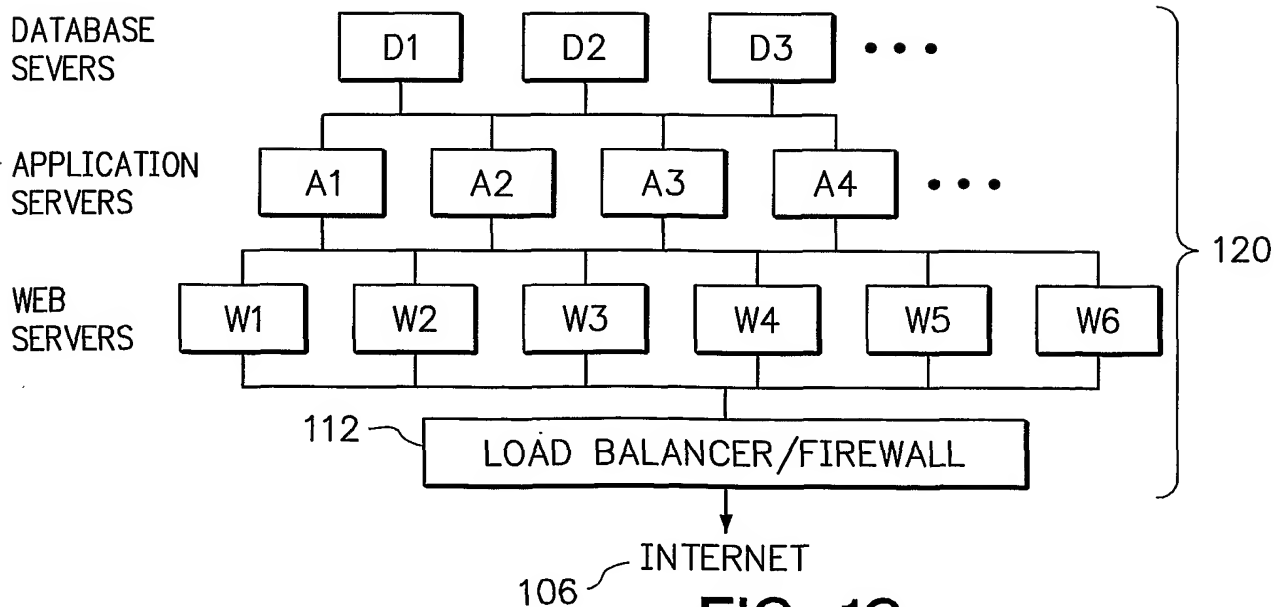 DATABASE
SEVERS
D1 D2 D3
APPLICATION
SERVERS
A1 A2 A3 A4
120
WEB
SERVERS
W1 W2 W3 W4 W5 W6
112
LOAD BALANCER/FIREWALL
INTERNET
106